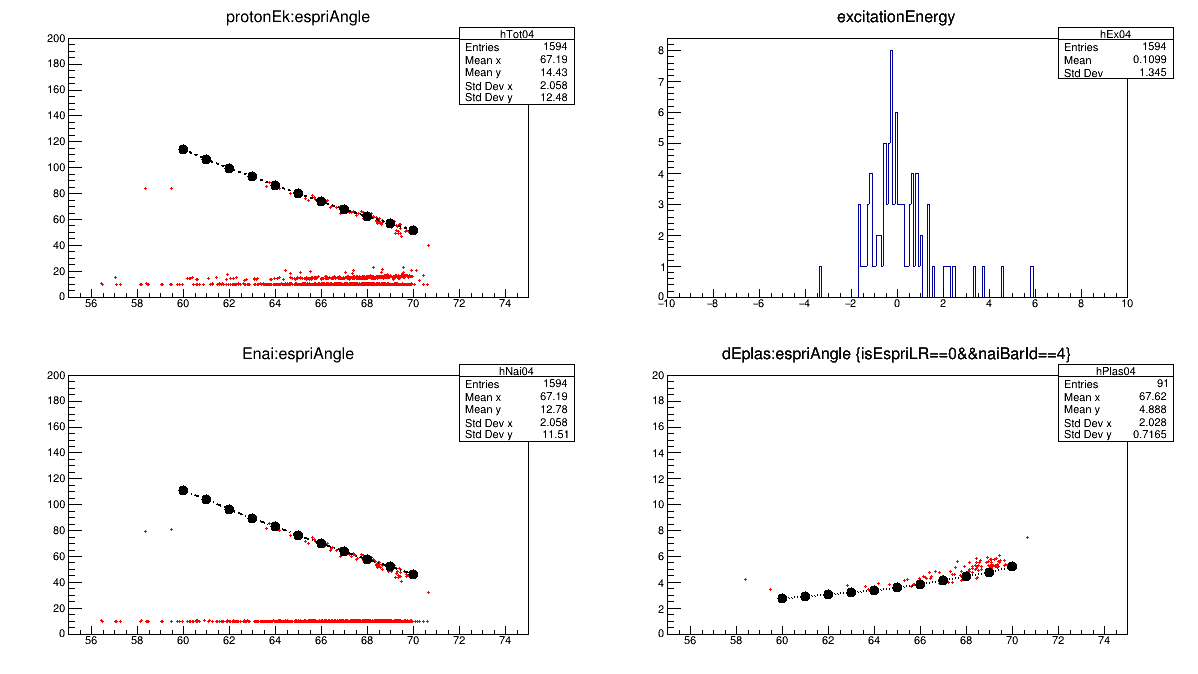 protonEk:espriAngle
hTot04
Entries 1594
Mean x 67.19
Mean y 14.43
Std Dev x 2.058
Std Dev y 12.48
200
180
160
140
120
100
80
60
40
20
0
56 58 60 62 64 66 68 70 72 74
excitationEnergy
hEx04
Entries 1594
Mean 0.1099
Std Dev 1.345
8
7
6
5
4
3
2
1
0
−10 −8 −6 −4 −2 0 2 4 6 8 10
Enai:espriAngle
hNai04
Entries 1594
Mean x 67.19
Mean y 12.78
Std Dev x 2.058
Std Dev y 11.51
200
180
160
140
120
100
80
60
40
20
0
56 58 60 62 64 66 68 70 72 74
dEplas:espriAngle {isEspriLR==0&&naiBarId==4}
hPlas04
Entries 91
Mean x 67.62
Mean y 4.888
Std Dev x 2.028
Std Dev y 0.7165
20
18
16
14
12
10
8
6
4
2
0
56 58 60 62 64 66 68 70 72 74